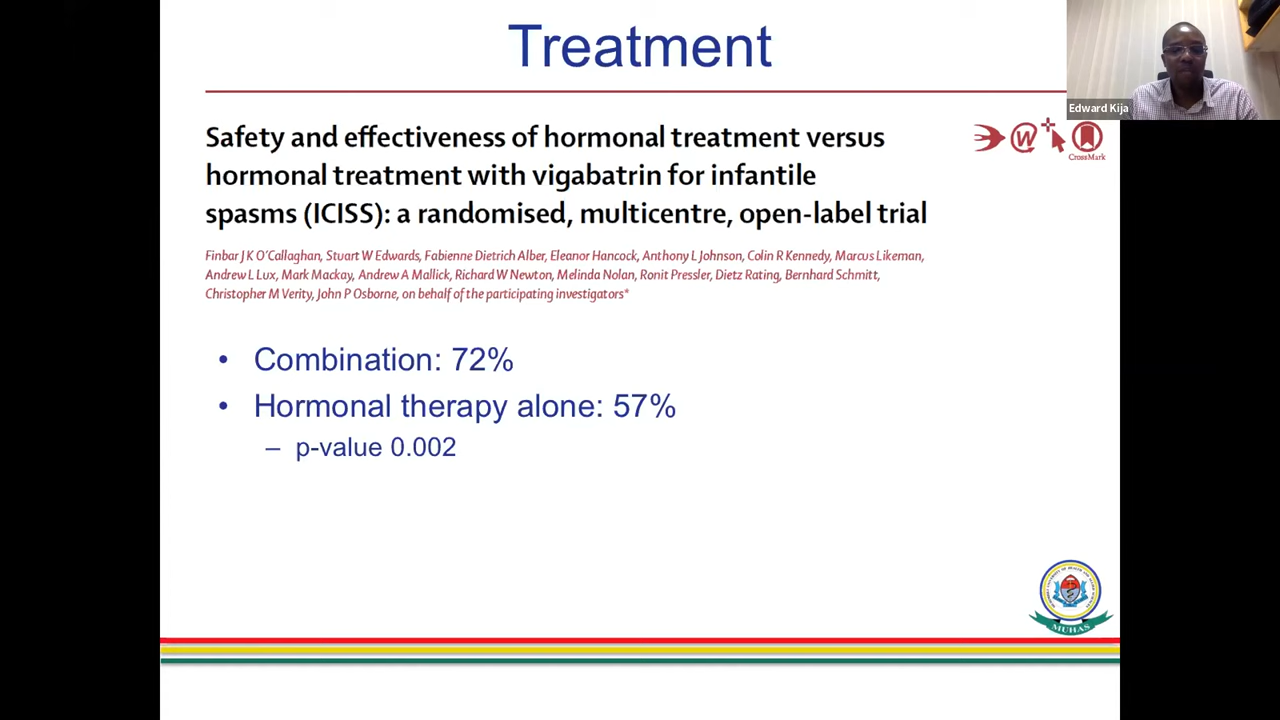 Treatment
Edward Kija
Safety and effectiveness of hormonal treatment versus
hormonal treatment with vigabatrin for infantile
spasms (ICISS): a randomised, multicentre, open-label trial
CrossMark
Finbar J K O'Callaghan, Stuart W Edwards, Fabienne Dietrich Alber, Eleanor Hancock, Anthony L Johnson, Colin R Kennedy, Marcus Likeman,
Andrew L Lux, Mark Mackay, Andrew A Mallick, Richard W Newton, Melinda Nolan, Ronit Pressler, Dietz Rating, Bernhard Schmitt,
Christopher M Verity, John P Osborne, on behalf of the participating investigators*
• Combination: 72%
• Hormonal therapy alone: 57%
– p-value 0.002
MUHAS